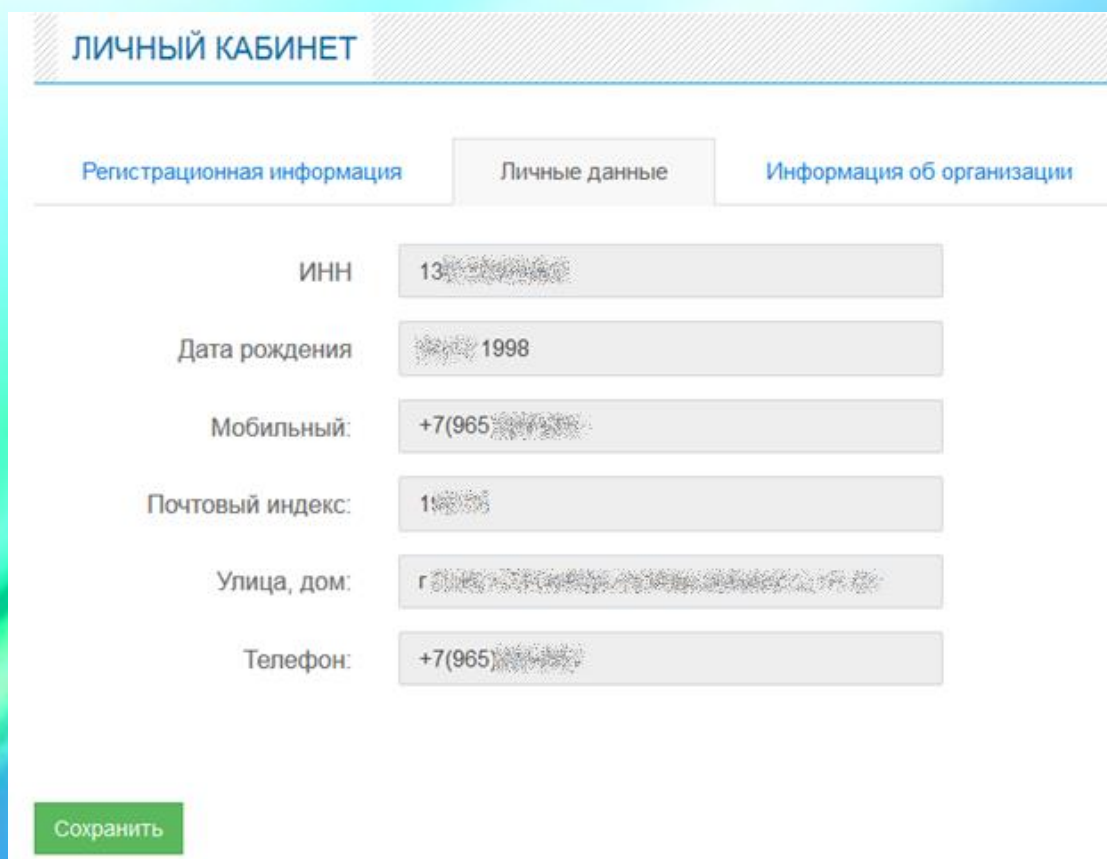 ЛИЧНЫЙ КАБИНЕТ
Регистрационная информация Личные данные Информация об организации
ИНН 13
Дата рождения 1998
Мобильный: +7(965)
Почтовый индекс: 1
Улица, дом: г
Телефон: +7(965)
Сохранить